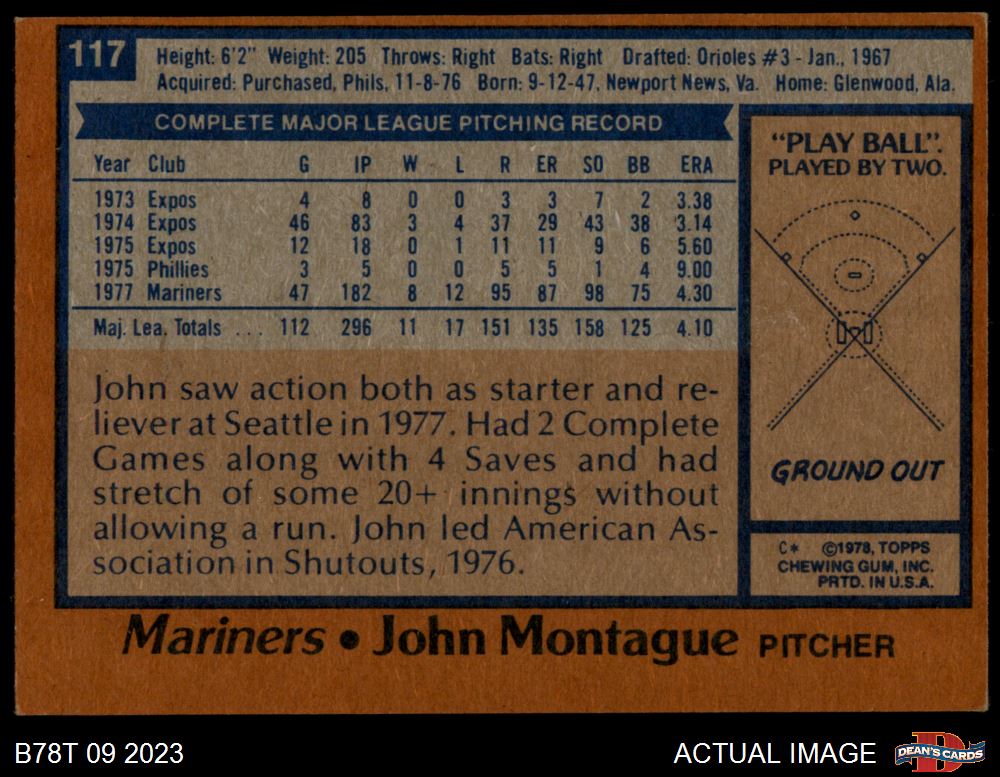 117
Height: 6'2" Weight: 205 Throws: Right Bats: Right Drafted: Orioles #3 - Jan., 1967
Acquired: Purchased, Phils, 11-8-76 Born: 9-12-47, Newport News, Va. Home: Glenwood, Ala.
COMPLETE MAJOR LEAGUE PITCHING RECORD
Year Club G IP W L R ER SO BB ERA
1973 Expos 4 8 0 0 3 3 7 2 3.38
1974 Expos 46 83 3 4 37 29 43 38 3.14
1975 Expos 12 18 0 1 11 11 9 6 5.60
1975 Phillies 3 5 0 0 5 5 1 4 9.00
1977 Mariners 47 182 8 12 95 87 98 75 4.30
Maj. Lea. Totals ... 112 296 11 17 151 135 158 125 4.10
John saw action both as starter and re-
liever at Seattle in 1977. Had 2 Complete
Games along with 4 Saves and had
stretch of some 20+ innings without
allowing a run. John led American As-
sociation in Shutouts, 1976.
"PLAY BALL".
PLAYED BY TWO.
GROUND OUT
C* ©1978, TOPPS
CHEWING GUM, INC.
PRTD. IN U.S.A.
Mariners • John Montague PITCHER
B78T 09 2023
ACTUAL IMAGE
D
DEAN'S CARDS